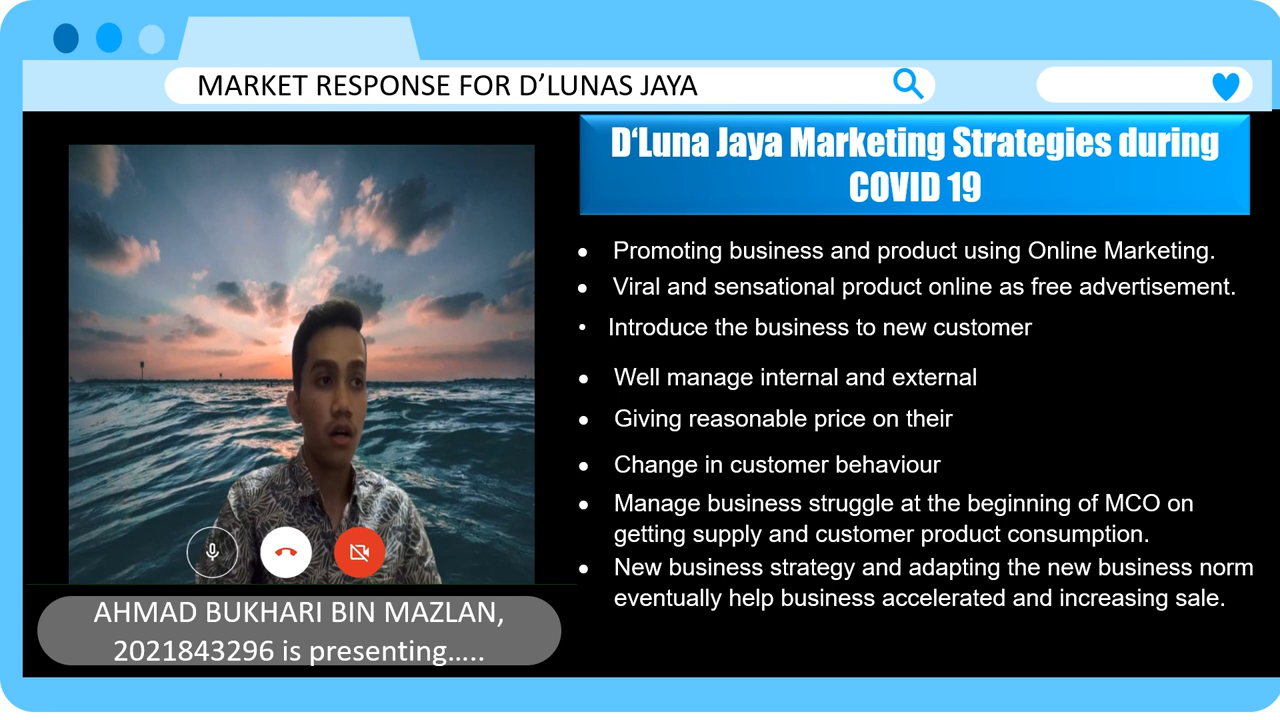 MARKET RESPONSE FOR D’LUNAS JAYA
D‘Luna Jaya Marketing Strategies during
COVID 19
• Promoting business and product using Online Marketing.
• Viral and sensational product online as free advertisement.
• Introduce the business to new customer
• Well manage internal and external
• Giving reasonable price on their
• Change in customer behaviour
• Manage business struggle at the beginning of MCO on
getting supply and customer product consumption.
• New business strategy and adapting the new business norm
eventually help business accelerated and increasing sale.
AHMAD BUKHARI BIN MAZLAN,
2021843296 is presenting…..